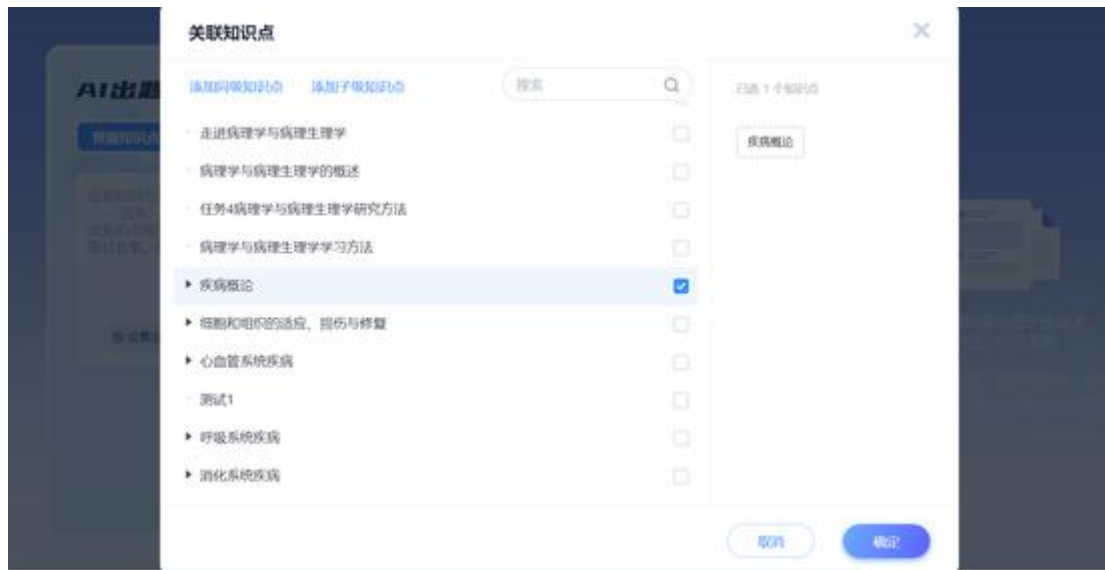 关联知识点
AI出题
添加同级知识点 添加子级知识点 搜索
已选 1 个知识点
走进病理学与病理生理学
疾病概论
病理学与病理生理学的概述
任务4病理学与病理生理学研究方法
病理学与病理生理学学习方法
疾病概论
细胞和组织的适应、损伤与修复
心血管系统疾病
测试1
呼吸系统疾病
消化系统疾病
取消 确定